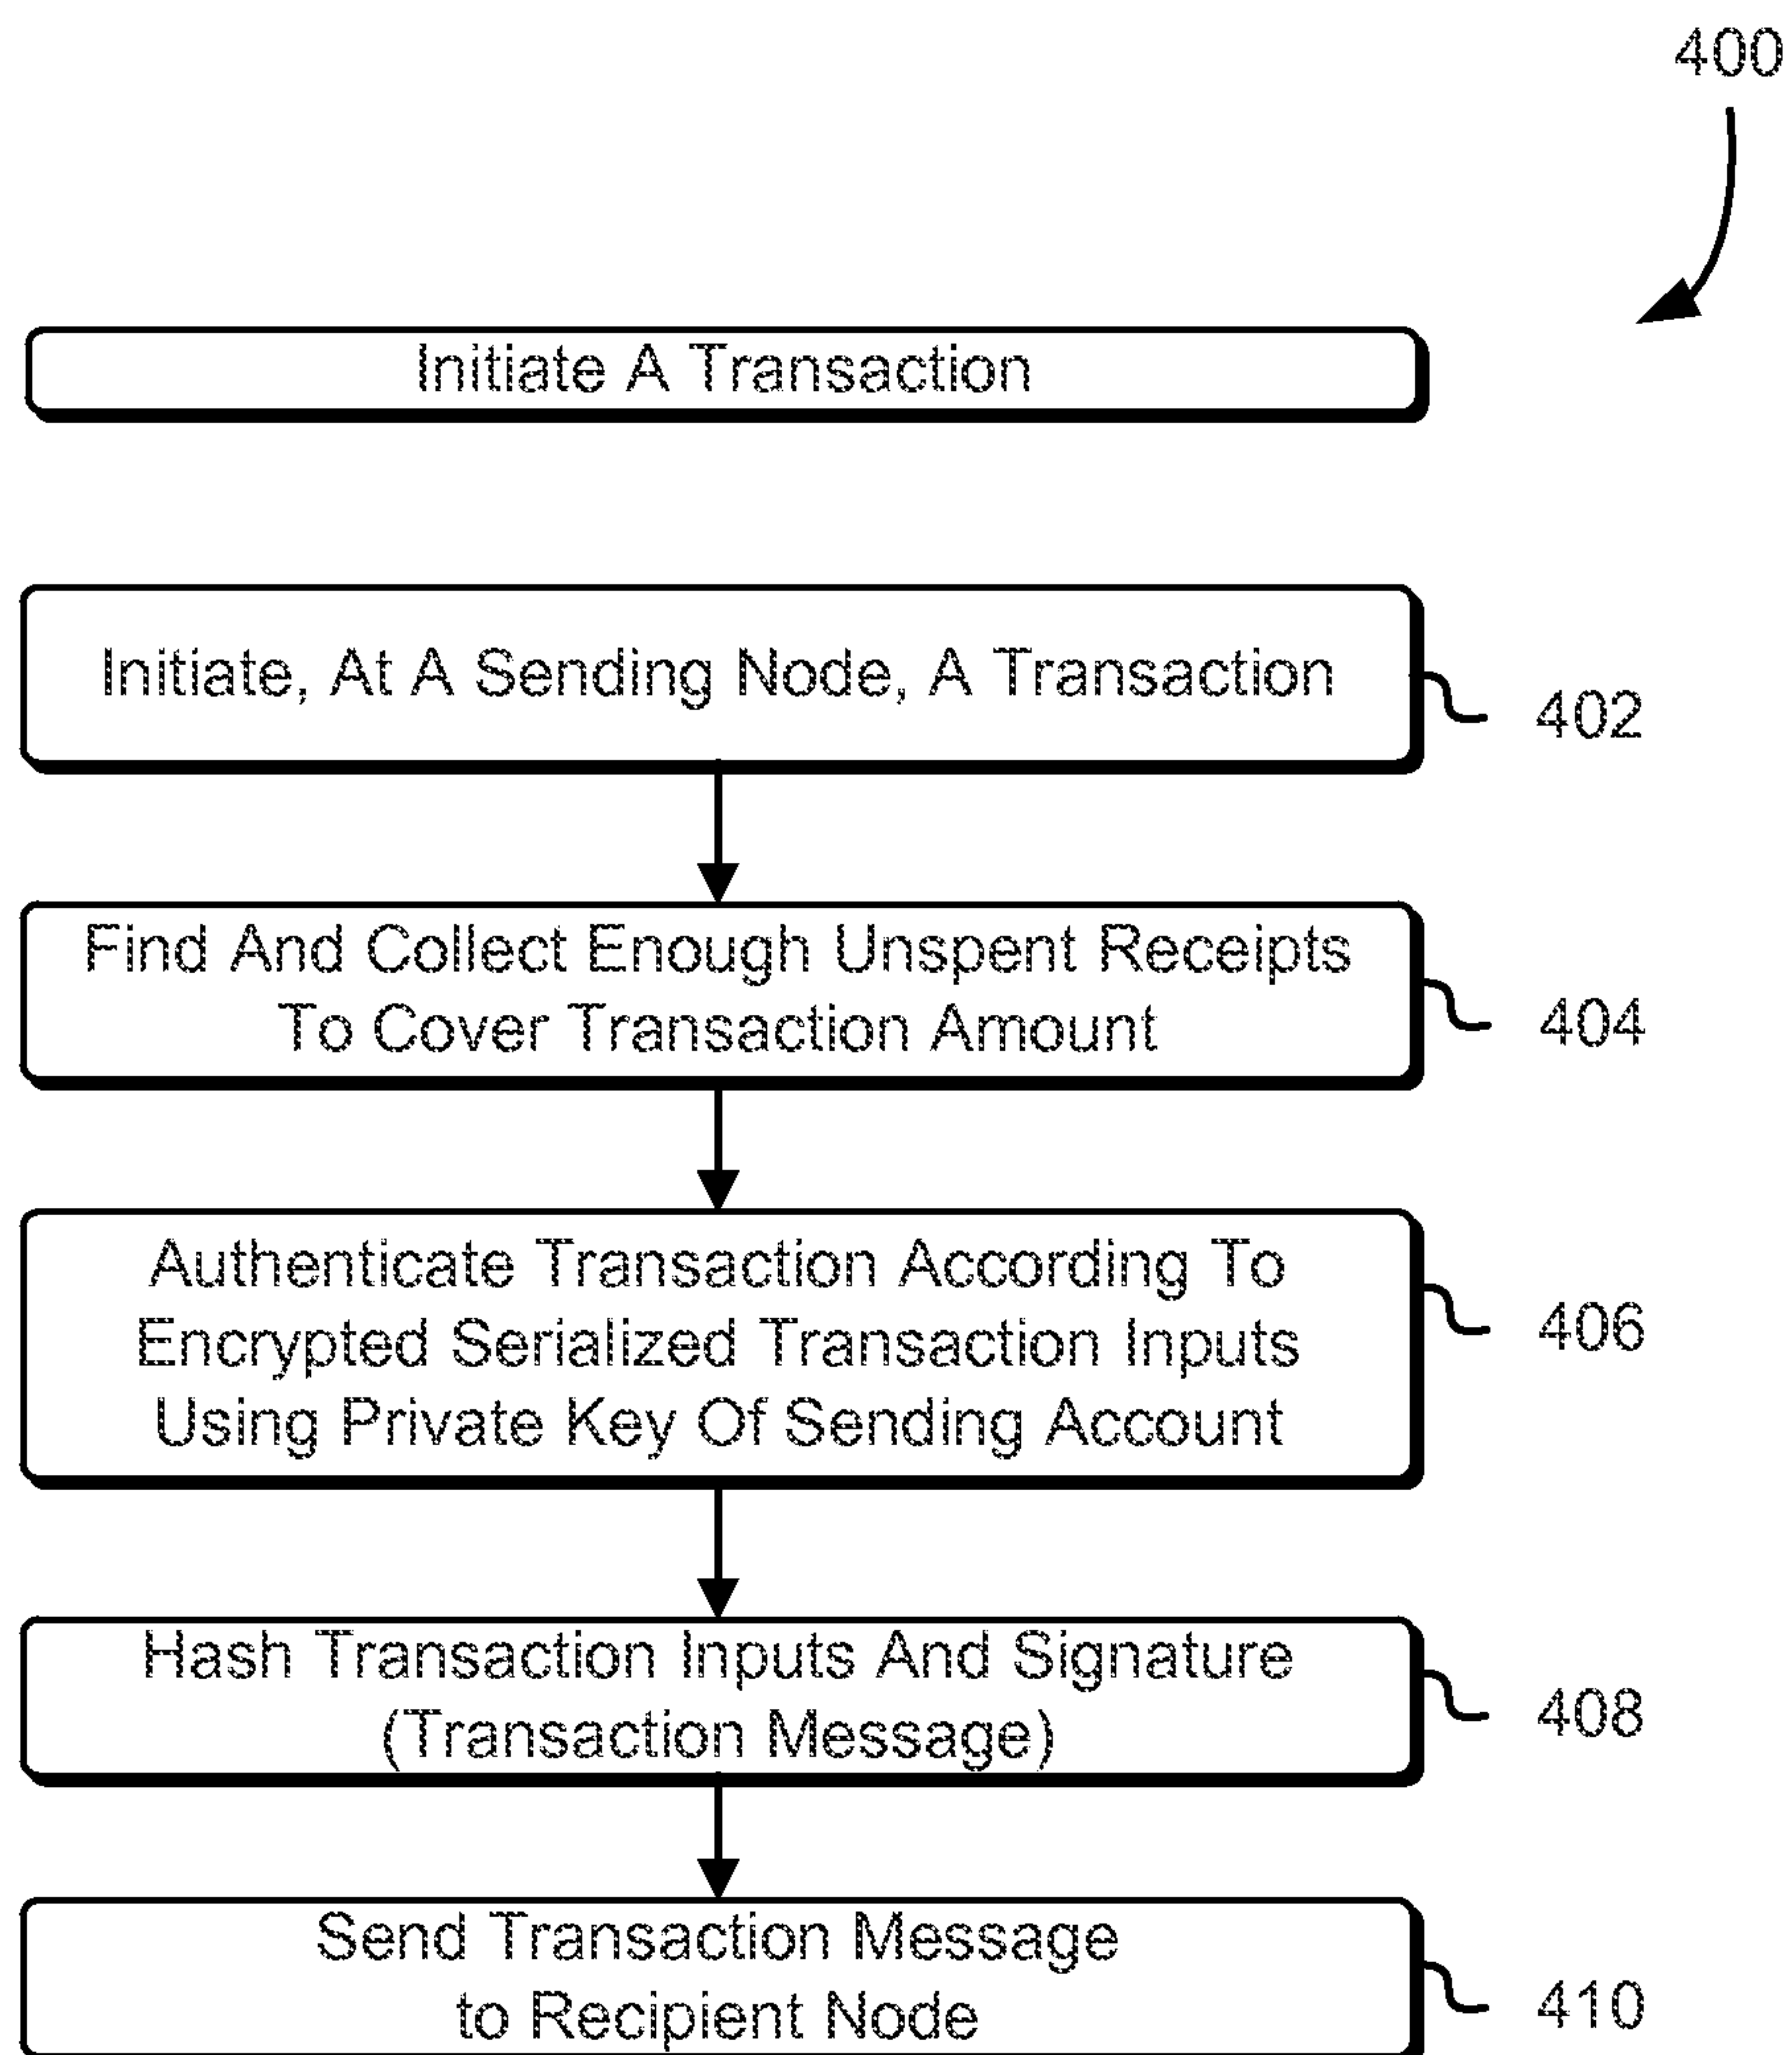 400
Initiate A Transaction
Initiate, At A Sending Node, A Transaction
402
Find And Collect Enough Unspent Receipts
To Cover Transaction Amount
404
Authenticate Transaction According To
Encrypted Serialized Transaction Inputs
Using Private Key Of Sending Account
406
Hash Transaction Inputs And Signature
(Transaction Message)
408
Send Transaction Message
to Recipient Node
410